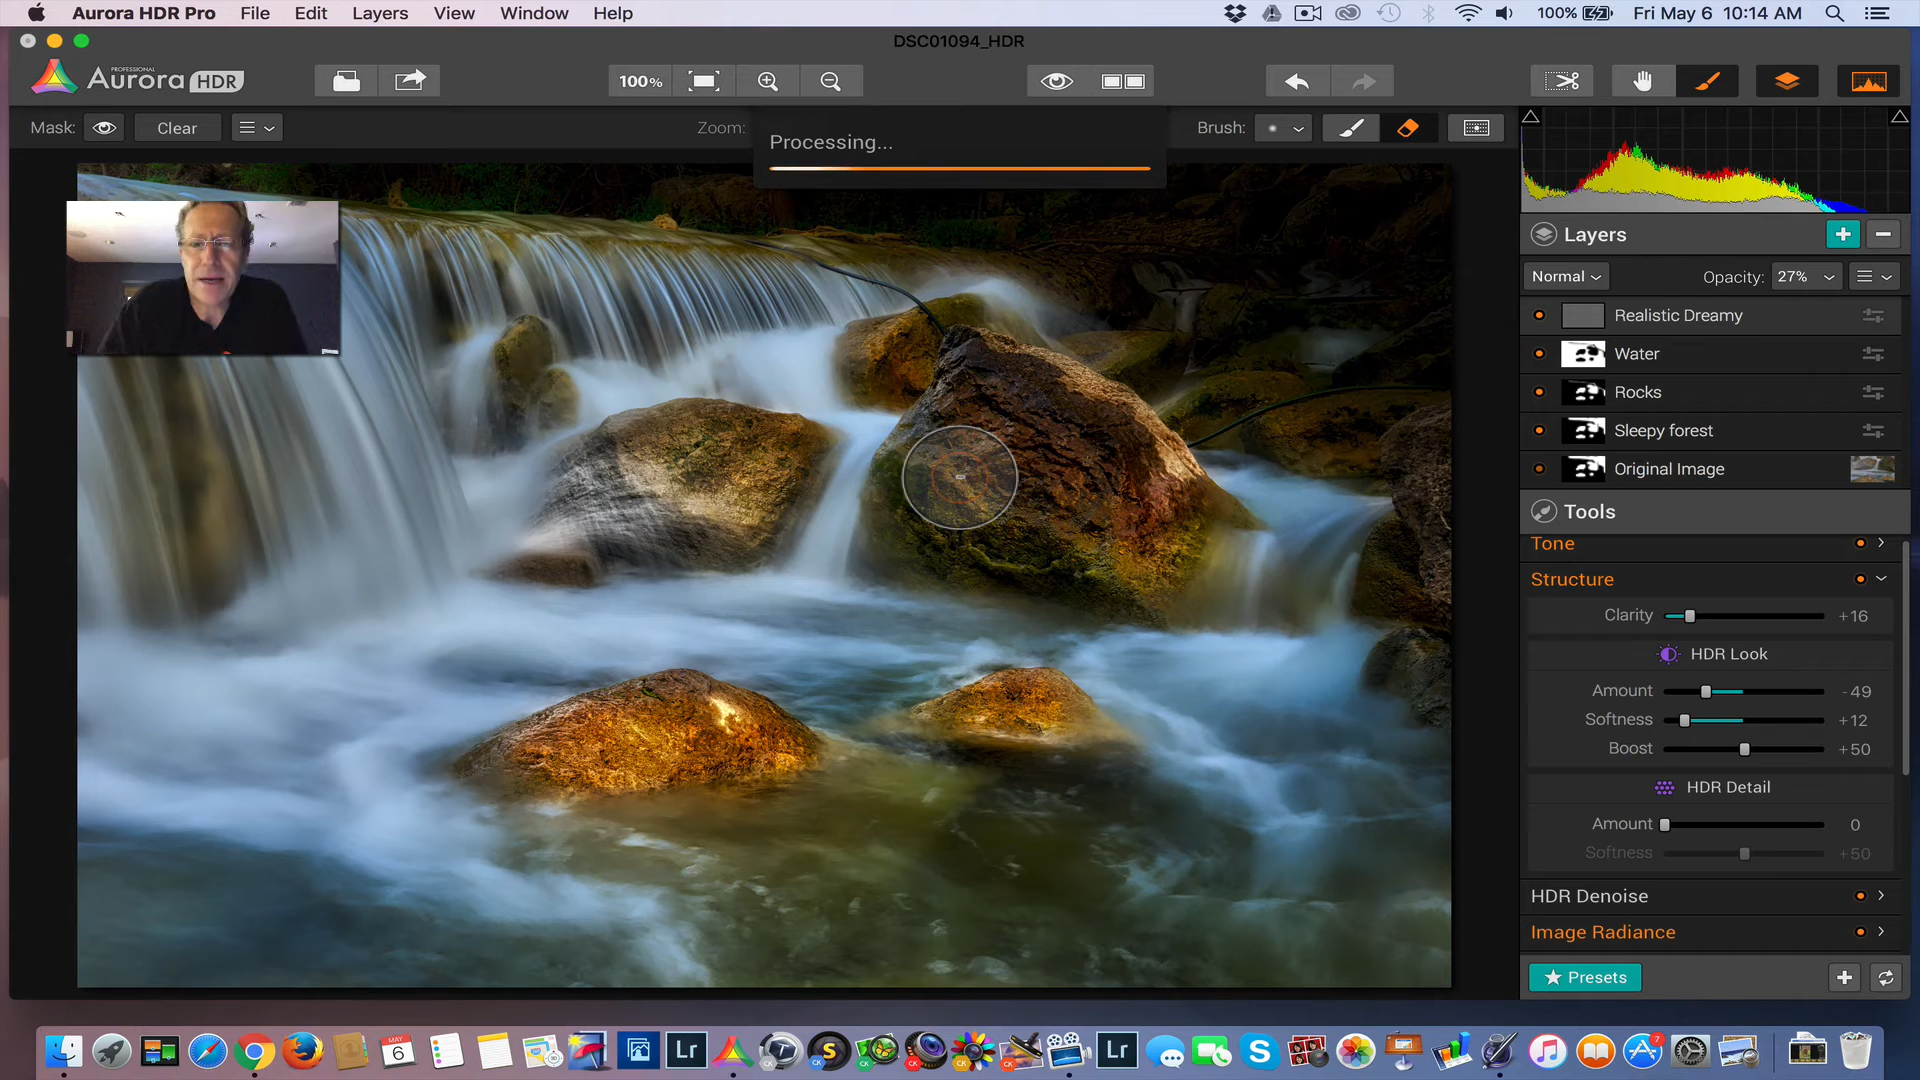 Aurora HDR Pro File Edit Layers View Window Help 100% Fri May 6 10:14 AM
DSC01094_HDR
PROFESSIONAL
Aurora HDR 100%
Mask: Clear Zoom: Processing... Brush:
Layers
Normal Opacity: 27%
Realistic Dreamy
Water
Rocks
Sleepy forest
Original Image
Tools
Tone
Structure
Clarity +16
HDR Look
Amount -49
Softness +12
Boost +50
HDR Detail
Amount 0
Softness +50
HDR Denoise
Image Radiance
Presets
MAY 6 Lr T S Lr S 7